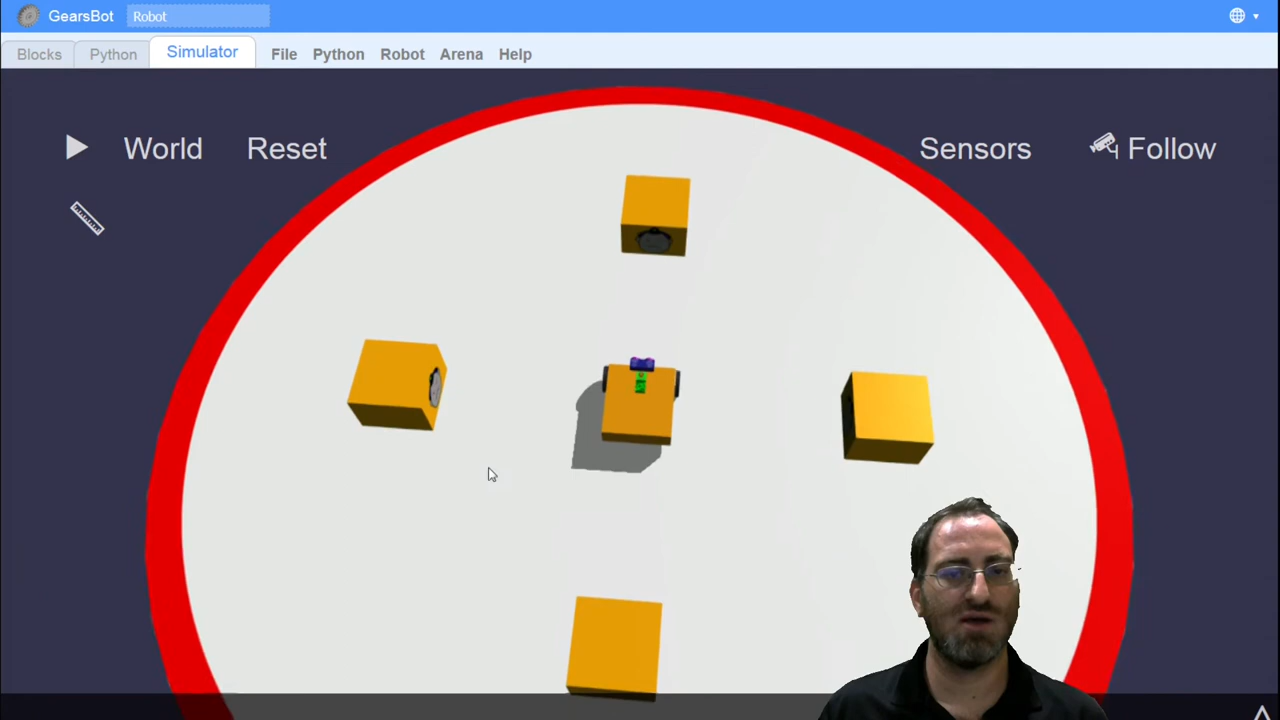 GearsBot Robot
Blocks Python Simulator File Python Robot Arena Help
World Reset Sensors Follow